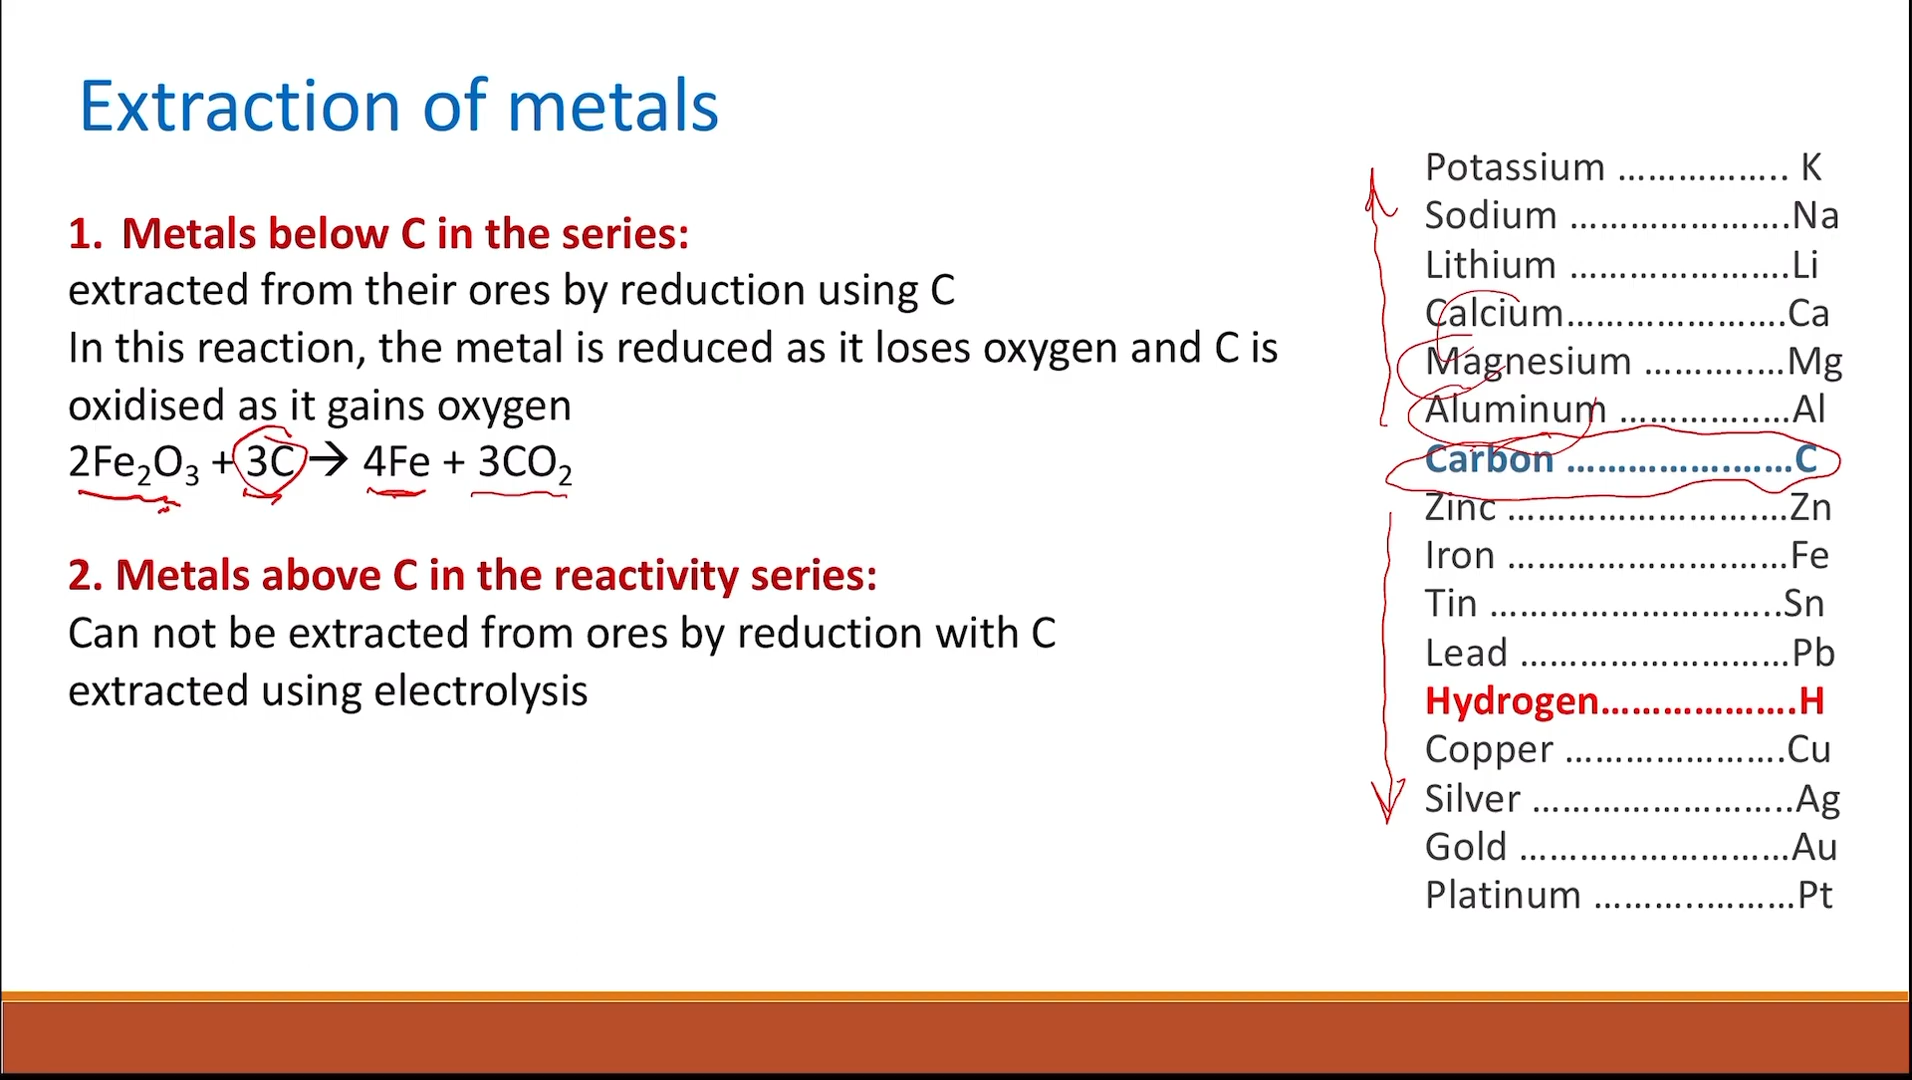 Extraction of metals
1. Metals below C in the series:
extracted from their ores by reduction using C
In this reaction, the metal is reduced as it loses oxygen and C is
oxidised as it gains oxygen
2Fe₂O₃ + 3C → 4Fe + 3CO₂
2. Metals above C in the reactivity series:
Can not be extracted from ores by reduction with C
extracted using electrolysis
Potassium …………….. K
Sodium ………………….Na
Lithium ………………….Li
Calcium………………….Ca
Magnesium ………..….Mg
Aluminum …………..….Al
Carbon …………….……C
Zinc ……………………….Zn
Iron ………………….……Fe
Tin ………………………..Sn
Lead ………………………Pb
Hydrogen……………….H
Copper ………………….Cu
Silver ……………………..Ag
Gold ………………………Au
Platinum ………..………Pt